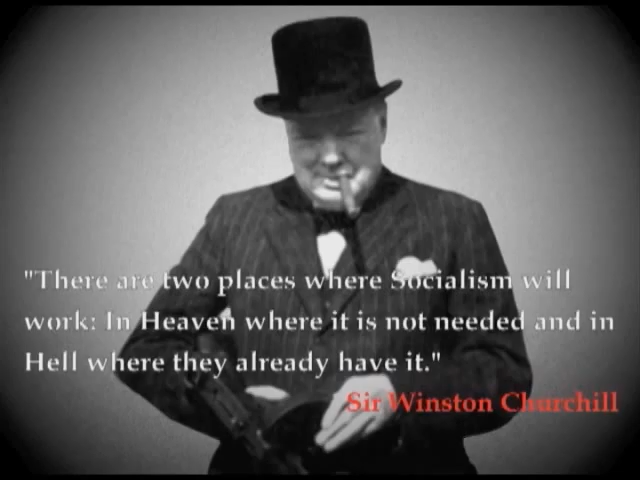 "There are two places where Socialism will
work: In Heaven where it is not needed and in
Hell where they already have it."
Sir Winston Churchill